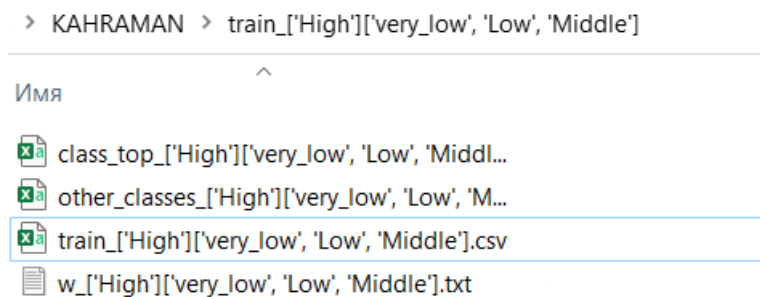 > KAHRAMAN > train_['High']['very_low', 'Low', 'Middle']
Имя
class_top_['High']['very_low', 'Low', 'Middl...
other_classes_['High']['very_low', 'Low', 'M...
train_['High']['very_low', 'Low', 'Middle'].csv
w_['High']['very_low', 'Low', 'Middle'].txt